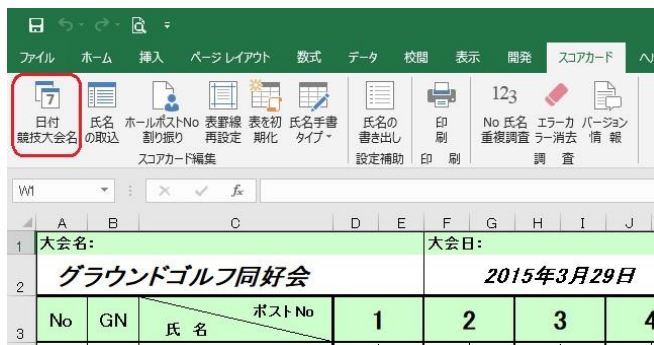 ファイル ホーム 挿入 ページレイアウト 数式 データ 校閲 表示 開発 スコアカード ヘ
7 123
日付 氏名 ホールポストNo 表罫線 表を初 氏名手書 氏名の 印 No 氏名 エラーカ バージョン
競技大会名 の取込 割り振り 再設定 期化 タイプ 書き出し 刷 重複調査 ラー消去 情 報
スコアカード編集 設定補助 印 刷 調 査
W1 fx
A B C D E F G H I J
1 大会名: 大会日:
2 グラウンドゴルフ同好会 2015年3月29日
3 No GN 氏 名 ポストNo 1 2 3 4